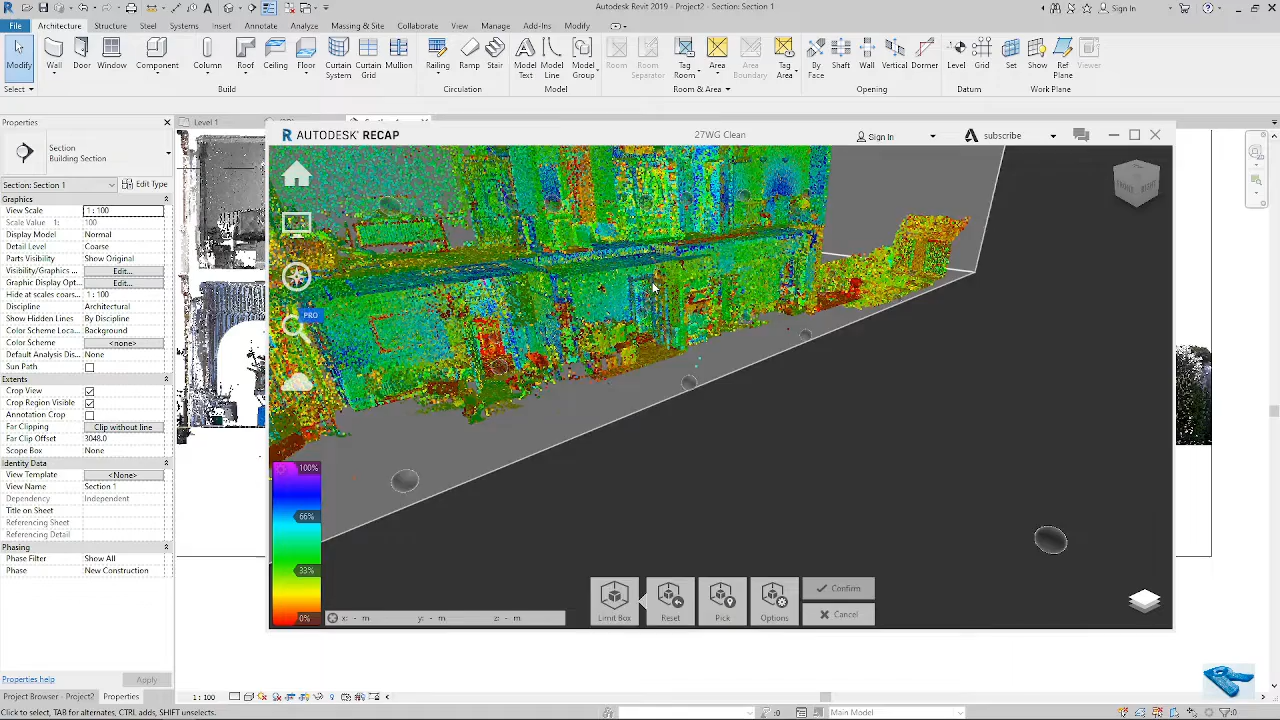 Autodesk Revit 2019 - Project2 - Section: Section 1
Sign In
File Architecture Structure Steel Systems Insert Annotate Analyze Massing & Site Collaborate View Manage Add-Ins Modify
Modify Wall Door Window Component Column Roof Ceiling Floor Curtain System Curtain Grid Mullion Railing Ramp Stair Model Text Model Line Model Group Room Room Separator Tag Room Area Area Boundary Tag Area By Face Shaft Wall Vertical Dormer Level Grid Set Show Ref Plane Viewer
Select Build Circulation Model Room & Area Opening Datum Work Plane
Properties
Level 1
Section
Building Section
Section: Section 1 Edit Type
Graphics
View Scale 1 : 100
Scale Value 1: 100
Display Model Normal
Detail Level Coarse
Parts Visibility Show Original
Visibility/Graphics ... Edit...
Graphic Display Opt... Edit...
Hide at scales coars... 1 : 100
Discipline Architectural
Show Hidden Lines By Discipline
Color Scheme Loca... Background
Color Scheme <none>
Default Analysis Dis... None
Sun Path
Extents
Crop View
Crop Region Visible
Annotation Crop
Far Clipping Clip without line
Far Clip Offset 3048.0
Scope Box None
Identity Data
View Template <None>
View Name Section 1
Dependency Independent
Title on Sheet
Referencing Sheet
Referencing Detail
Phasing
Phase Filter Show All
Phase New Construction
Properties help Apply
Project Browser - Project2 Properties
1 : 100
Click to select, TAB for alternates, CTRL adds, SHIFT unselects.
:0 Main Model :0
R AUTODESK® RECAP 27WG Clean Sign In subscribe
PRO
100%
66%
33%
0%
x: - m y: - m z: - m
Limit Box Reset Pick Options
Confirm
Cancel